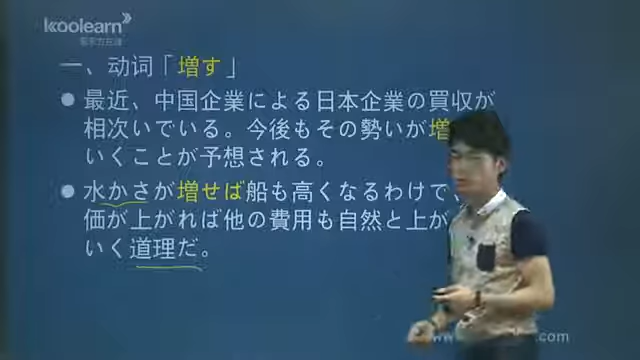 koolearn
新东方在线
一、动词「増す」
● 最近、中国企業による日本企業の買収が
相次いでいる。今後もその勢いが増
いくことが予想される。
● 水かさが増せば船も高くなるわけで、
価が上がれば他の費用も自然と上が
いく道理だ。